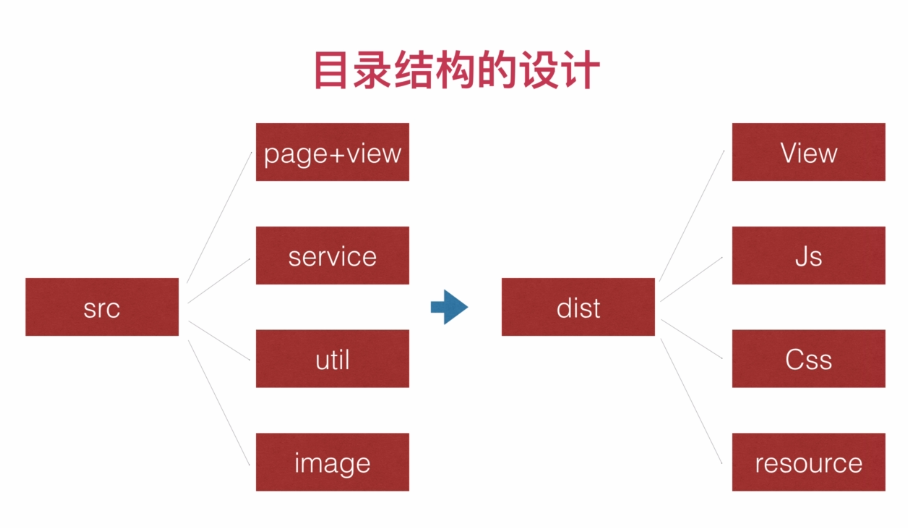 目录结构的设计
page+view
service
src
util
image
View
Js
dist
Css
resource